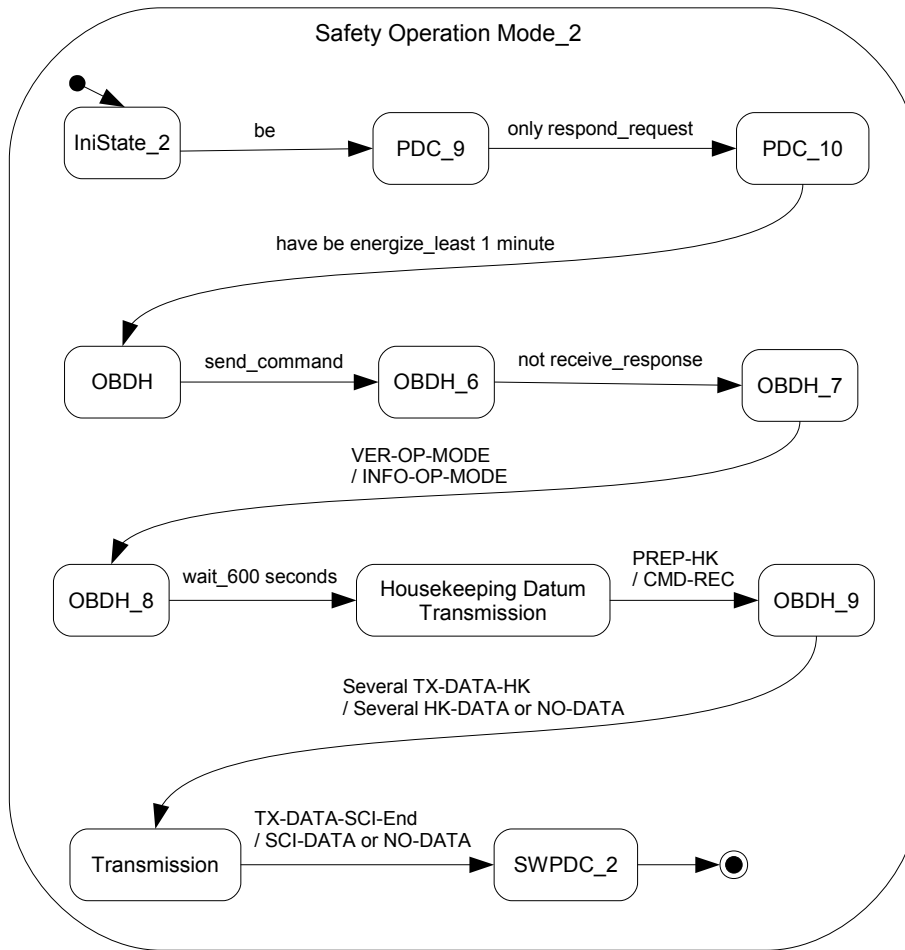 Safety Operation Mode_2
IniState_2
be
PDC_9
only respond_request
PDC_10
have be energize_least 1 minute
OBDH
send_command
OBDH_6
not receive_response
OBDH_7
VER-OP-MODE
/ INFO-OP-MODE
OBDH_8
wait_600 seconds
Housekeeping Datum
Transmission
PREP-HK
/ CMD-REC
OBDH_9
Several TX-DATA-HK
/ Several HK-DATA or NO-DATA
Transmission
TX-DATA-SCI-End
/ SCI-DATA or NO-DATA
SWPDC_2